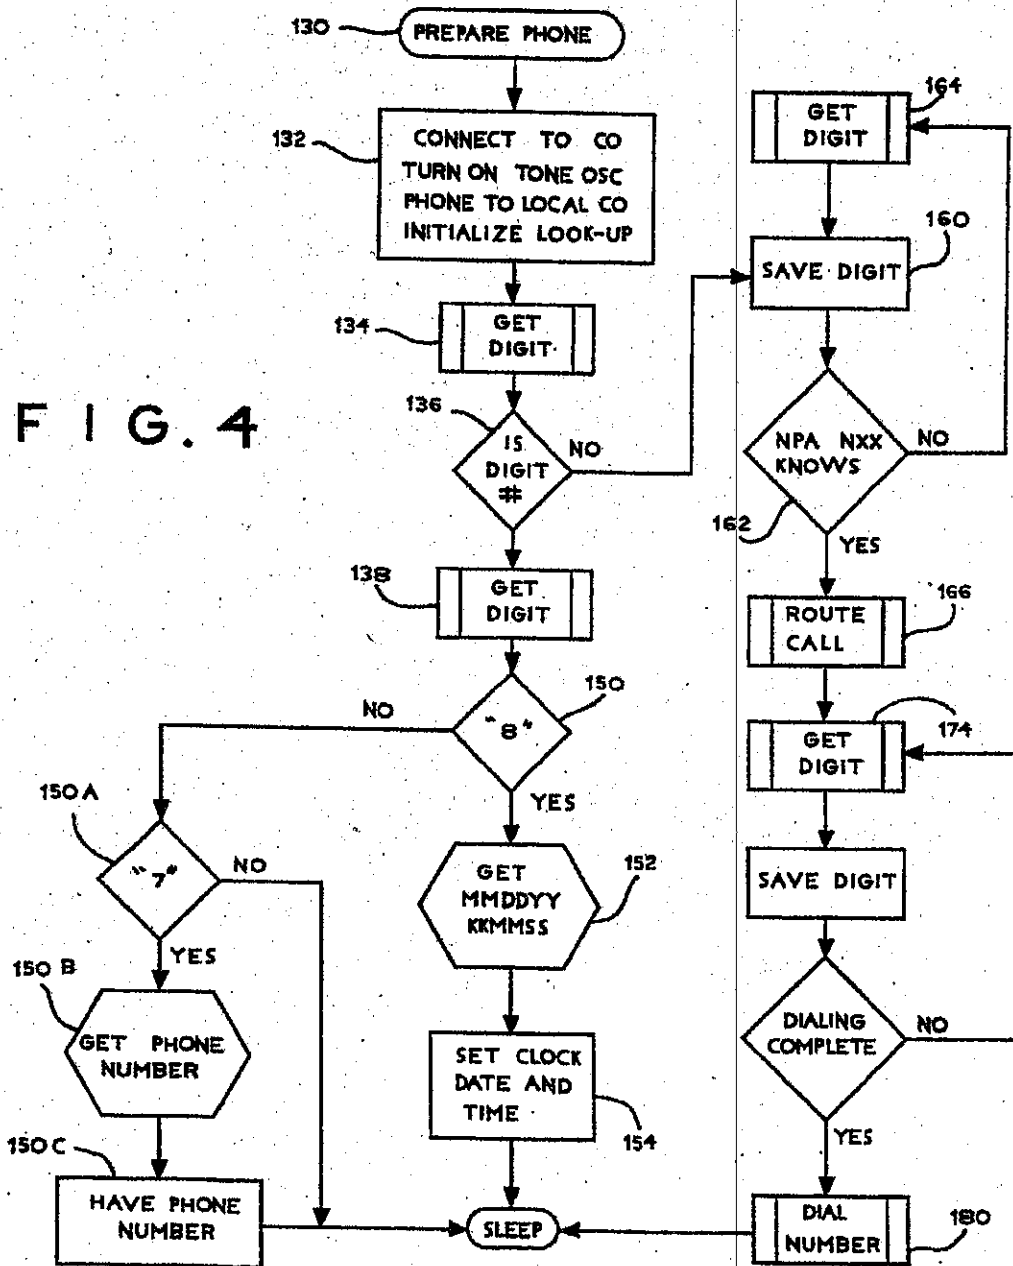 130
PREPARE PHONE
132
CONNECT TO CO
TURN ON TONE OSC
PHONE TO LOCAL CO
INITIALIZE LOOK-UP
134
GET
DIGIT
136
IS
DIGIT
#
NO
138
GET
DIGIT
150
"8"
NO
YES
150A
"7"
NO
YES
150B
GET PHONE
NUMBER
150C
HAVE PHONE
NUMBER
152
GET
MMDDYY
KKMMSS
SET CLOCK
DATE AND
TIME
154
SLEEP
FIG. 4
164
GET
DIGIT
160
SAVE DIGIT
NPA NXX
KNOWS
NO
162
YES
166
ROUTE
CALL
174
GET
DIGIT
SAVE DIGIT
DIALING
COMPLETE
NO
YES
DIAL
NUMBER
180